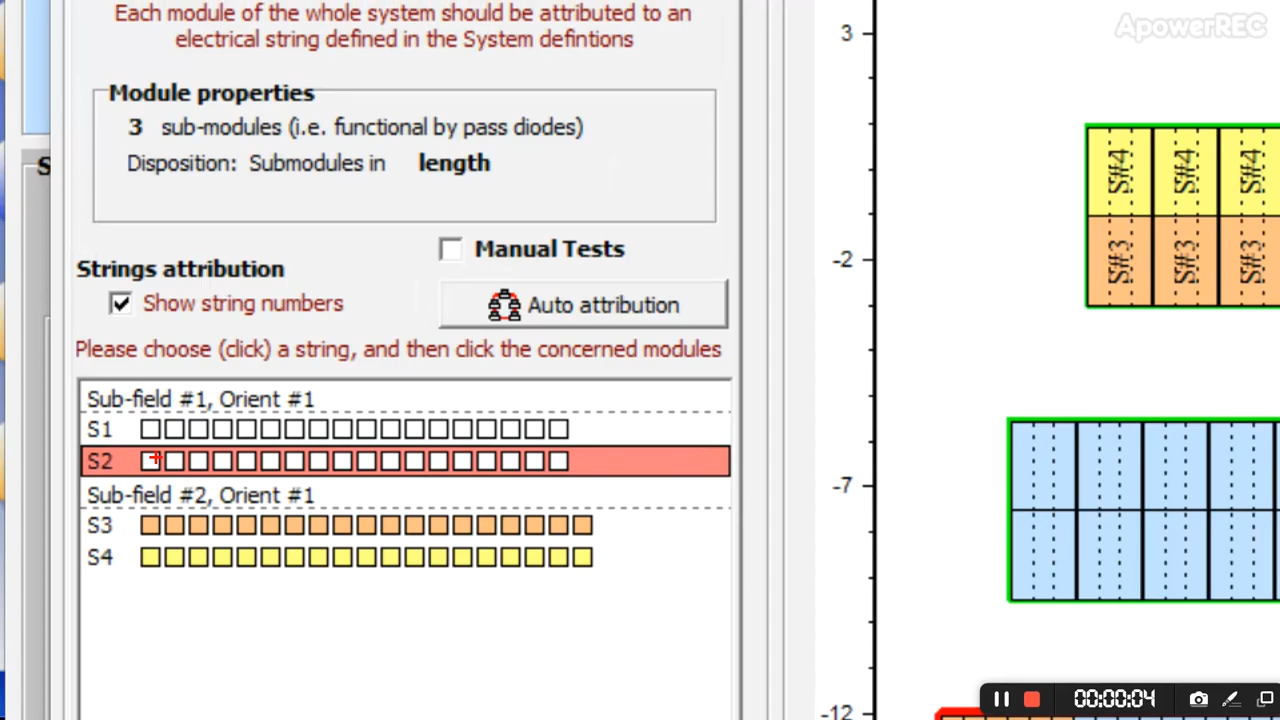 Each module of the whole system should be attributed to an
electrical string defined in the System defintions
Module properties
3 sub-modules (i.e. functional by pass diodes)
Disposition: Submodules in length
S
Manual Tests
Strings attribution
Show string numbers
Auto attribution
Please choose (click) a string, and then click the concerned modules
Sub-field #1, Orient #1
S1
S2
Sub-field #2, Orient #1
S3
S4
ApowerREC
3
S#4 S#4 S#4
-2
S#3 S#3 S#3
-7
-12
00:00:04